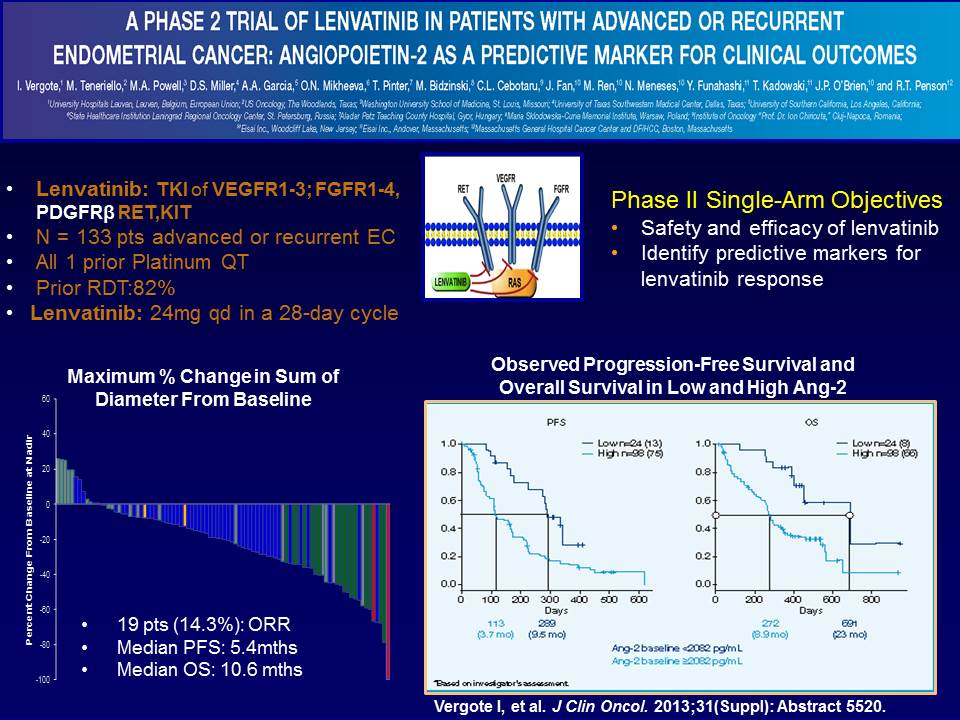 A PHASE 2 TRIAL OF LENVATINIB IN PATIENTS WITH ADVANCED OR RECURRENT
ENDOMETRIAL CANCER: ANGIOPOIETIN-2 AS A PREDICTIVE MARKER FOR CLINICAL OUTCOMES
I. Vergote,¹ M. Teneriello,² M.A. Powell,³ D.S. Miller,⁴ A.A. Garcia,⁵ O.N. Mikheeva,⁶ T. Pinter,⁷ M. Bidzinski,⁸ C.L. Cebotaru,⁹ J. Fan,¹⁰ M. Ren,¹⁰ N. Meneses,¹⁰ Y. Funahashi,¹¹ T. Kadowaki,¹¹ J.P. O'Brien,¹⁰ and R.T. Penson¹²
¹University Hospitals Leuven, Leuven, Belgium, European Union; ²US Oncology, The Woodlands, Texas; ³Washington University School of Medicine, St. Louis, Missouri; ⁴University of Texas Southwestern Medical Center, Dallas, Texas; ⁵University of Southern California, Los Angeles, California;
⁶State Healthcare Institution Leningrad Regional Oncology Center, St. Petersburg, Russia; ⁷Aladar Petz Teaching County Hospital, Gyor, Hungary; ⁸Maria Sklodowska-Curie Memorial Institute, Warsaw, Poland; ⁹Institute of Oncology "Prof. Dr. Ion Chiricuta," Cluj-Napoca, Romania;
¹⁰Eisai Inc., Woodcliff Lake, New Jersey; ¹¹Eisai Inc., Andover, Massachusetts; ¹²Massachusetts General Hospital Cancer Center and DF/HCC, Boston, Massachusetts
• Lenvatinib: TKI of VEGFR1-3; FGFR1-4,
PDGFRβ RET,KIT
• N = 133 pts advanced or recurrent EC
• All 1 prior Platinum QT
• Prior RDT:82%
• Lenvatinib: 24mg qd in a 28-day cycle
RET VEGFR FGFR
LENVATINIB RAS
Phase II Single-Arm Objectives
• Safety and efficacy of lenvatinib
• Identify predictive markers for
lenvatinib response
Maximum % Change in Sum of
Diameter From Baseline
Percent Change From Baseline at Nadir
60
40
20
0
-20
-40
-60
-80
-100
• 19 pts (14.3%): ORR
• Median PFS: 5.4mths
• Median OS: 10.6 mths
Observed Progression-Free Survival and
Overall Survival in Low and High Ang-2
PFS
Low n=24 (13)
High n=98 (75)
1.0
0.8
0.6
0.4
0.2
0.0
0 100 200 300 400 500 600
Days
113 289
(3.7 mo) (9.5 mo)
OS
Low n=24 (8)
High n=98 (66)
1.0
0.8
0.6
0.4
0.2
0.0
0 200 400 600 800
Days
272 691
(8.9 mo) (23 mo)
Ang-2 baseline <2082 pg/mL
Ang-2 baseline ≥2082 pg/mL
*Based on investigator's assessment.
Vergote I, et al. J Clin Oncol. 2013;31(Suppl): Abstract 5520.